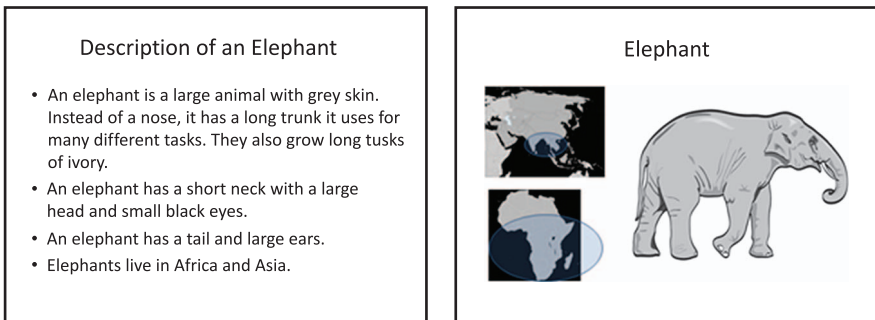 Description of an Elephant
• An elephant is a large animal with grey skin.
Instead of a nose, it has a long trunk it uses for
many different tasks. They also grow long tusks
of ivory.
• An elephant has a short neck with a large
head and small black eyes.
• An elephant has a tail and large ears.
• Elephants live in Africa and Asia.
Elephant